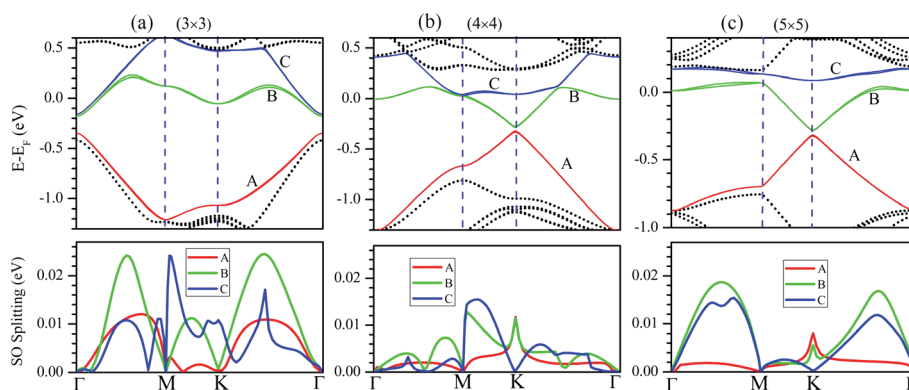 (a) (3×3) (b) (4×4) (c) (5×5)
E-E_F (eV)
0.5
0.0
-0.5
-1.0
C
B
A
0.5
0.0
-0.5
-1.0
C
B
A
0.5
0.0
-0.5
-1.0
C
B
A
SO Splitting (eV)
0.02
0.01
0.00
A
B
C
Γ M K Γ
0.02
0.01
0.00
A
B
C
Γ M K Γ
0.02
0.01
0.00
A
B
C
Γ M K Γ